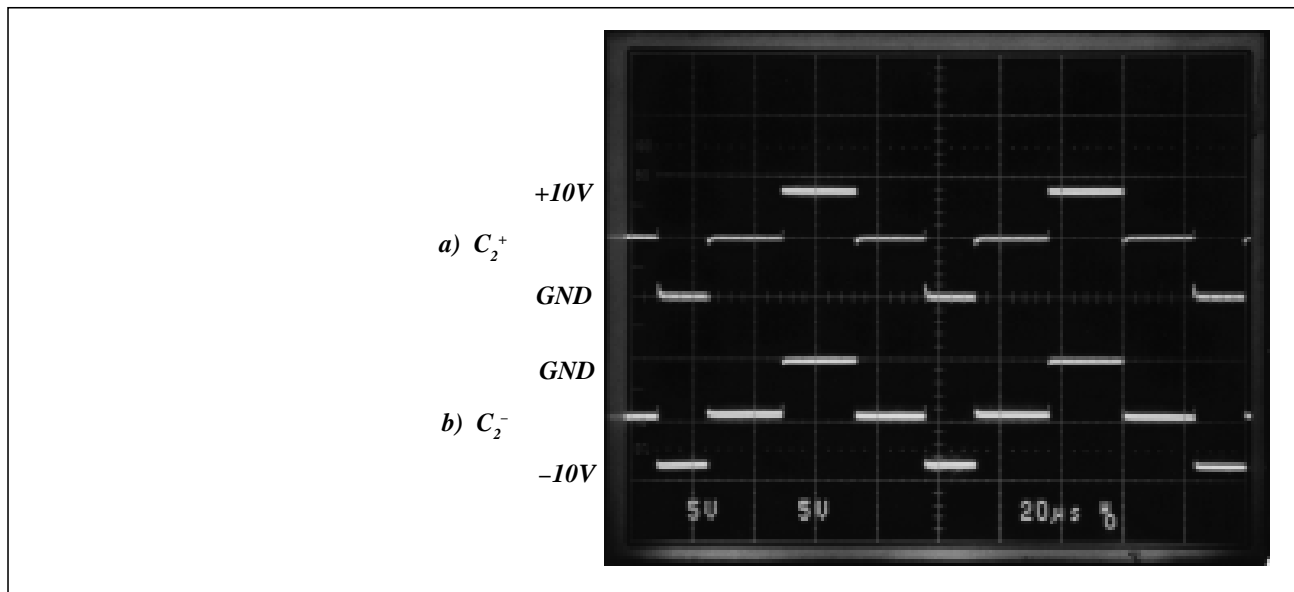 +10V
a) C₂⁺
GND
GND
b) C₂⁻
–10V
5V 5V 20µs